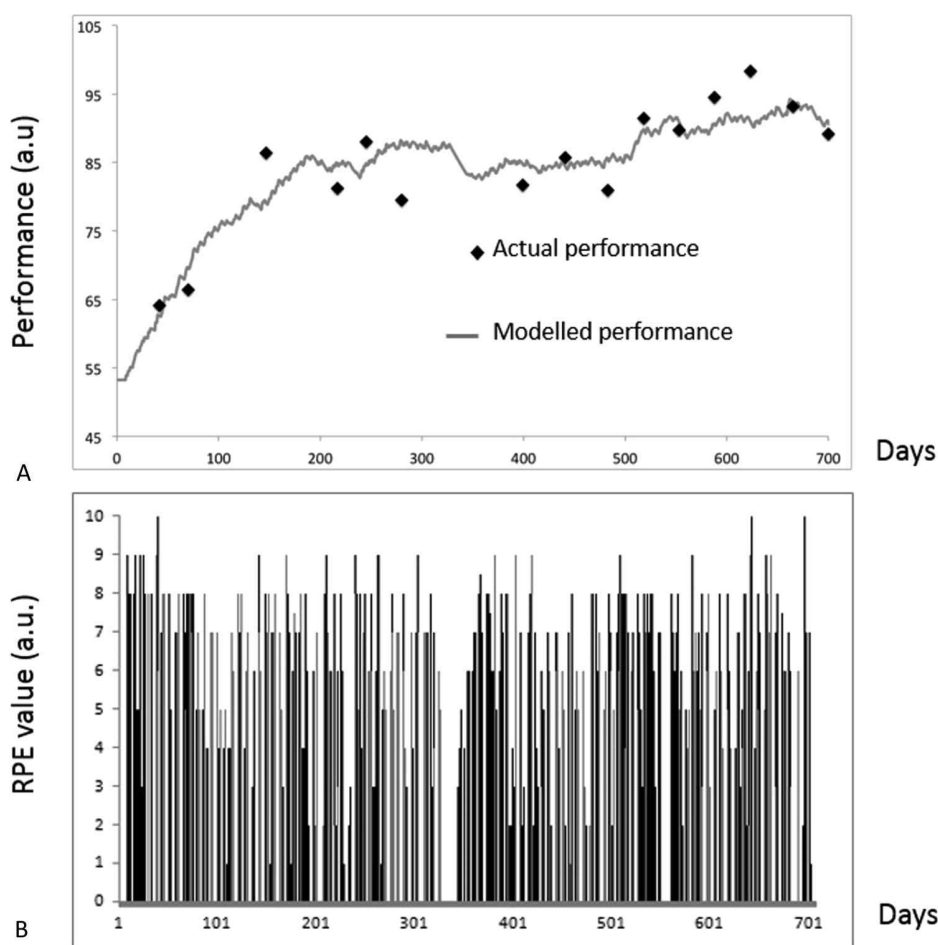 105
95
85
75
65
55
45
Performance (a.u)
◆ Actual performance
Modelled performance
0 100 200 300 400 500 600 700
Days
A
10
9
8
7
6
5
4
3
2
1
0
RPE value (a.u.)
1 101 201 301 401 501 601 701
Days
B